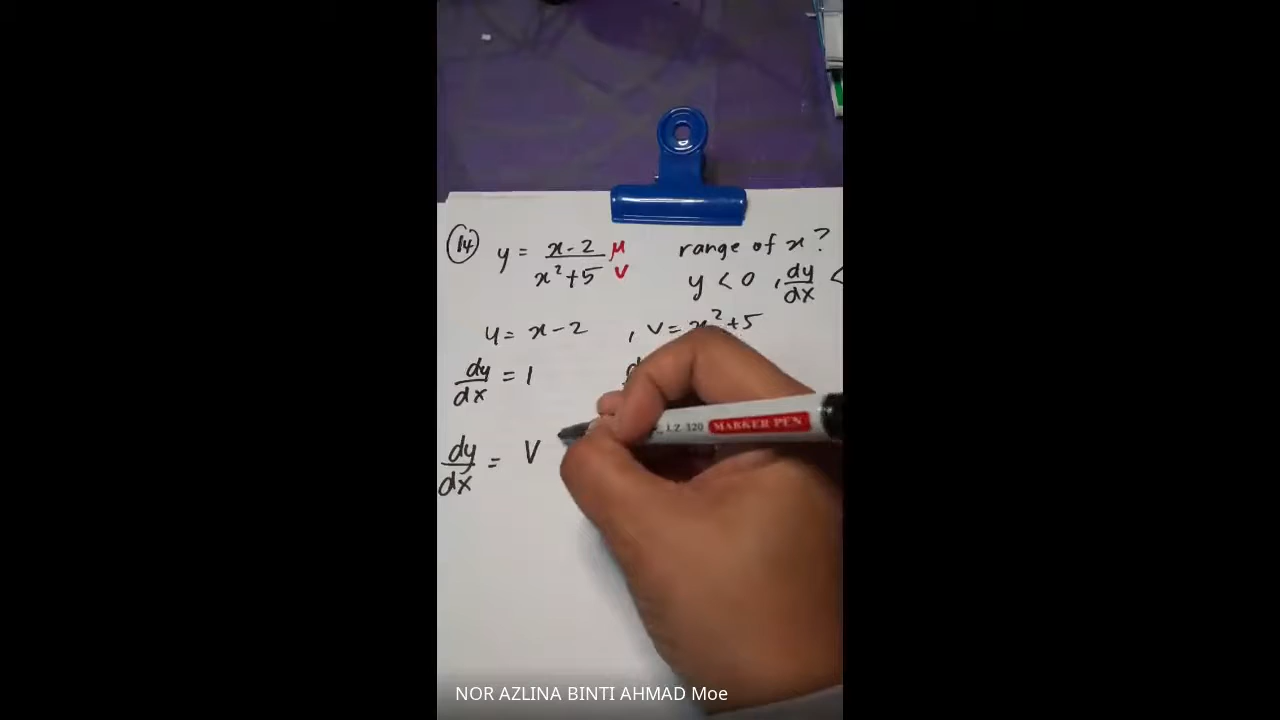 14 y = x-2 / x²+5 μ v range of x?
y < 0 , dy/dx <
u = x-2 , v = x²+5
dy/dx = 1
dy/dx = V
LZ 320 MARKER PEN
NOR AZLINA BINTI AHMAD Moe